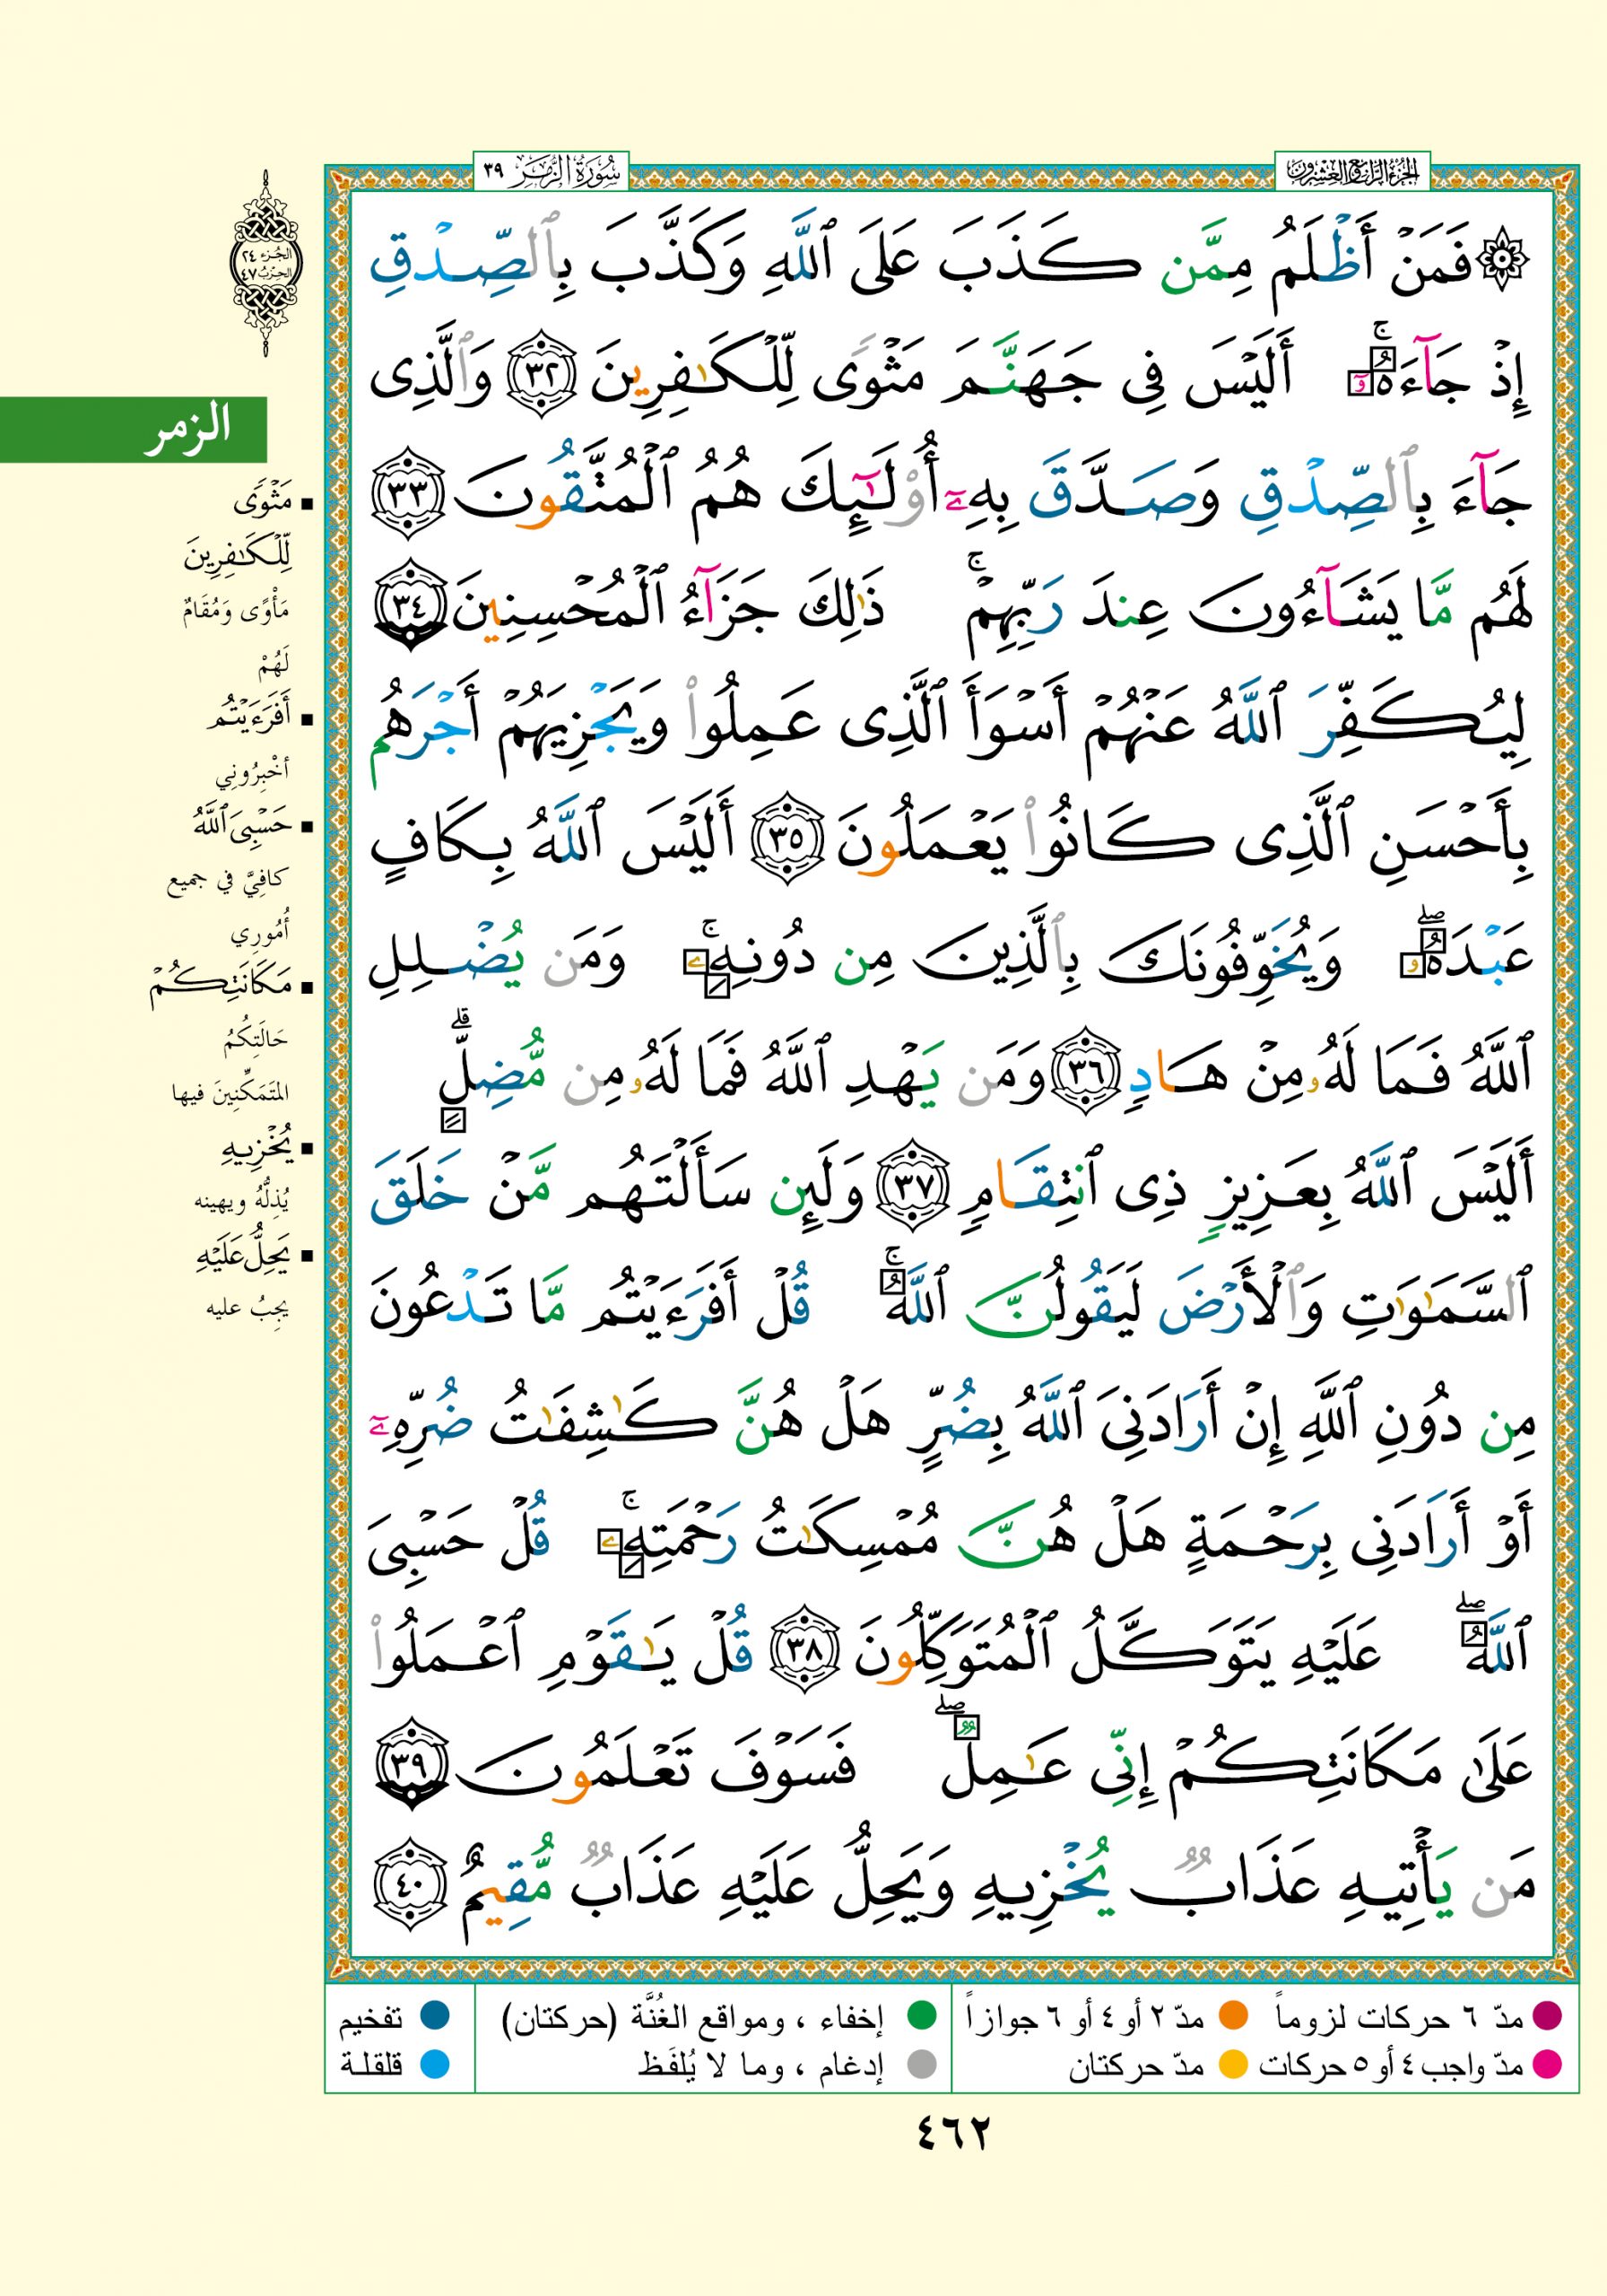 الجزء الرابع والعشرون
سورة الزمر ٣٩
۞ فَمَنْ أَظْلَمُ مِمَّن كَذَبَ عَلَى ٱللَّهِ وَكَذَّبَ بِٱلصِّدْقِ
إِذْ جَآءَهُۥٓ ۚ أَلَيْسَ فِى جَهَنَّمَ مَثْوًى لِّلْكَـٰفِرِينَ ٣٢ وَٱلَّذِى
جَآءَ بِٱلصِّدْقِ وَصَدَّقَ بِهِۦٓ أُو۟لَـٰٓئِكَ هُمُ ٱلْمُتَّقُونَ ٣٣
لَهُم مَّا يَشَآءُونَ عِندَ رَبِّهِمْ ۚ ذَٰلِكَ جَزَآءُ ٱلْمُحْسِنِينَ ٣٤
لِيُكَفِّرَ ٱللَّهُ عَنْهُمْ أَسْوَأَ ٱلَّذِى عَمِلُوا۟ وَيَجْزِيَهُمْ أَجْرَهُم
بِأَحْسَنِ ٱلَّذِى كَانُوا۟ يَعْمَلُونَ ٣٥ أَلَيْسَ ٱللَّهُ بِكَافٍ
عَبْدَهُۥ ۖ وَيُخَوِّفُونَكَ بِٱلَّذِينَ مِن دُونِهِۦ ۚ وَمَن يُضْلِلِ
ٱللَّهُ فَمَا لَهُۥ مِنْ هَادٍ ٣٦ وَمَن يَهْدِ ٱللَّهُ فَمَا لَهُۥ مِن مُّضِلٍّ ۗ
أَلَيْسَ ٱللَّهُ بِعَزِيزٍ ذِى ٱنتِقَامٍ ٣٧ وَلَئِن سَأَلْتَهُم مَّنْ خَلَقَ
ٱلسَّمَـٰوَٰتِ وَٱلْأَرْضَ لَيَقُولُنَّ ٱللَّهُ ۚ قُلْ أَفَرَءَيْتُم مَّا تَدْعُونَ
مِن دُونِ ٱللَّهِ إِنْ أَرَادَنِىَ ٱللَّهُ بِضُرٍّ هَلْ هُنَّ كَـٰشِفَـٰتُ ضُرِّهِۦٓ
أَوْ أَرَادَنِى بِرَحْمَةٍ هَلْ هُنَّ مُمْسِكَـٰتُ رَحْمَتِهِۦ ۚ قُلْ حَسْبِىَ
ٱللَّهُ ۖ عَلَيْهِ يَتَوَكَّلُ ٱلْمُتَوَكِّلُونَ ٣٨ قُلْ يَـٰقَوْمِ ٱعْمَلُوا۟
عَلَىٰ مَكَانَتِكُمْ إِنِّى عَـٰمِلٌ ۖ فَسَوْفَ تَعْلَمُونَ ٣٩
مَن يَأْتِيهِ عَذَابٌ يُخْزِيهِ وَيَحِلُّ عَلَيْهِ عَذَابٌ مُّقِيمٌ ٤٠
الجزء ٢٤
الحزب ٤٧
الزمر
▪ مَثْوًى
لِّلْكَـٰفِرِينَ
مَأْوًى وَمُقَامٌ
لَهُمْ
▪ أَفَرَءَيْتُم
أخْبِرُونِي
▪ حَسْبِىَ ٱللَّهُ
كافِيَّ في جميع
أُمُورِي
▪ مَكَانَتِكُمْ
حَالَتِكُمُ
المتَمَكِّنِينَ فيها
▪ يُخْزِيهِ
يُذِلُّهُ ويهينه
▪ يَحِلُّ عَلَيْهِ
يجِبُ عليه
مدّ ٦ حركات لزوماً ● مدّ ٢ أو ٤ أو ٦ جوازاً ● إخفاء ، ومواقع الغُنَّة (حركتان) ● تفخيم
مدّ واجب ٤ أو ٥ حركات ● مدّ حركتان ● إدغام ، وما لا يُلفَظ ● قلقلة
٤٦٢